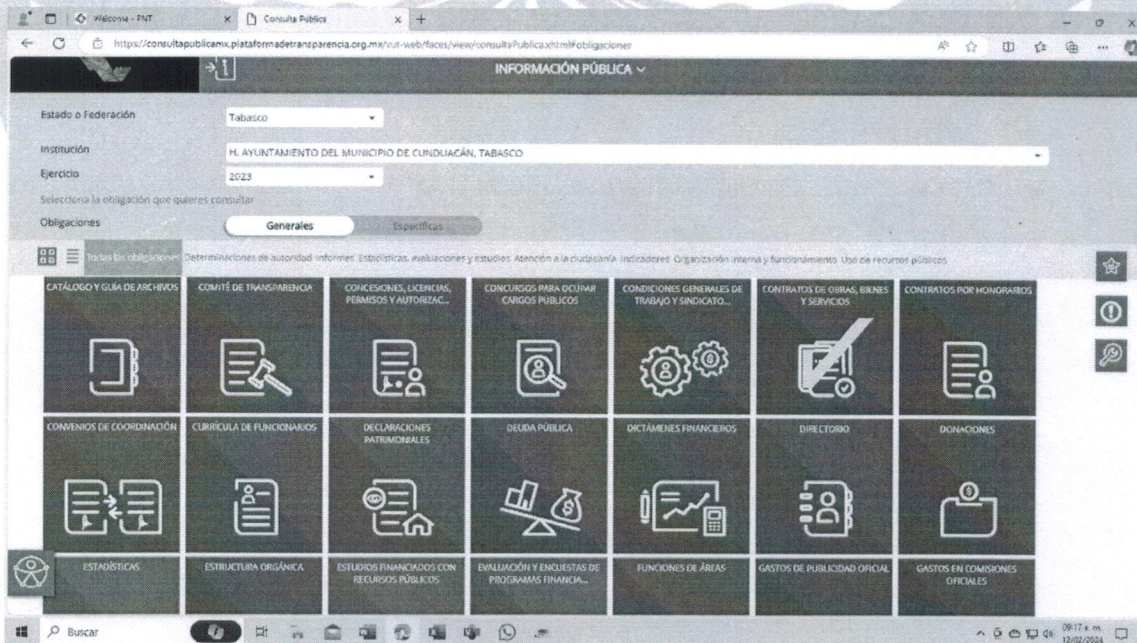 Welcome - PNT
Consulta Pública
https://consultapublicamx.plataformadetransparencia.org.mx/vut-web/faces/view/consultaPublica.xhtml#obligaciones
INFORMACIÓN PÚBLICA
Estado o Federación
Tabasco
Institución
H. AYUNTAMIENTO DEL MUNICIPIO DE CUNDUACÁN, TABASCO
Ejercicio
2023
Selecciona la obligación que quieres consultar
Obligaciones
Generales
Específicas
Todas las obligaciones Determinaciones de autoridad Informes Estadísticas, evaluaciones y estudios Atención a la ciudadanía Indicadores Organización interna y funcionamiento Uso de recursos públicos
CATÁLOGO Y GUÍA DE ARCHIVOS
COMITÉ DE TRANSPARENCIA
CONCESIONES, LICENCIAS,
PERMISOS Y AUTORIZAC...
CONCURSOS PARA OCUPAR
CARGOS PÚBLICOS
CONDICIONES GENERALES DE
TRABAJO Y SINDICATO...
CONTRATOS DE OBRAS, BIENES
Y SERVICIOS
CONTRATOS POR HONORARIOS
CONVENIOS DE COORDINACIÓN
CURRÍCULA DE FUNCIONARIOS
DECLARACIONES
PATRIMONIALES
DEUDA PÚBLICA
DICTÁMENES FINANCIEROS
DIRECTORIO
DONACIONES
ESTADÍSTICAS
ESTRUCTURA ORGÁNICA
ESTUDIOS FINANCIADOS CON
RECURSOS PÚBLICOS
EVALUACIÓN Y ENCUESTAS DE
PROGRAMAS FINANCIA...
FUNCIONES DE ÁREAS
GASTOS DE PUBLICIDAD OFICIAL
GASTOS EN COMISIONES
OFICIALES
Buscar
09:17 a. m.
12/02/2024